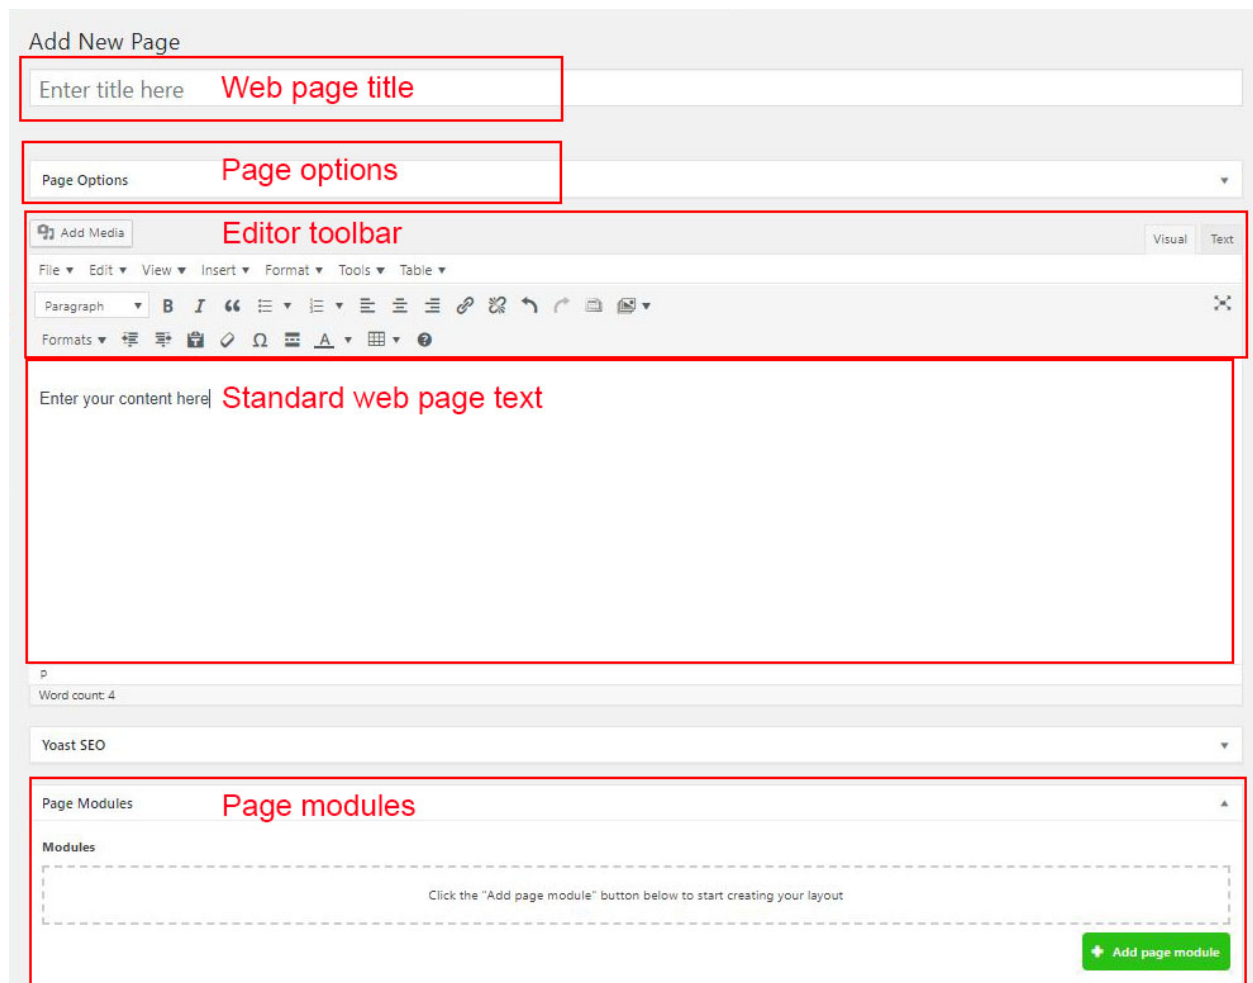 Add New Page
Enter title here Web page title
Page Options Page options
Add Media Editor toolbar Visual Text
File Edit View Insert Format Tools Table
Paragraph B I
Formats Ω A
Enter your content here Standard web page text
P
Word count: 4
Yoast SEO
Page Modules Page modules
Modules
Click the "Add page module" button below to start creating your layout
Add page module